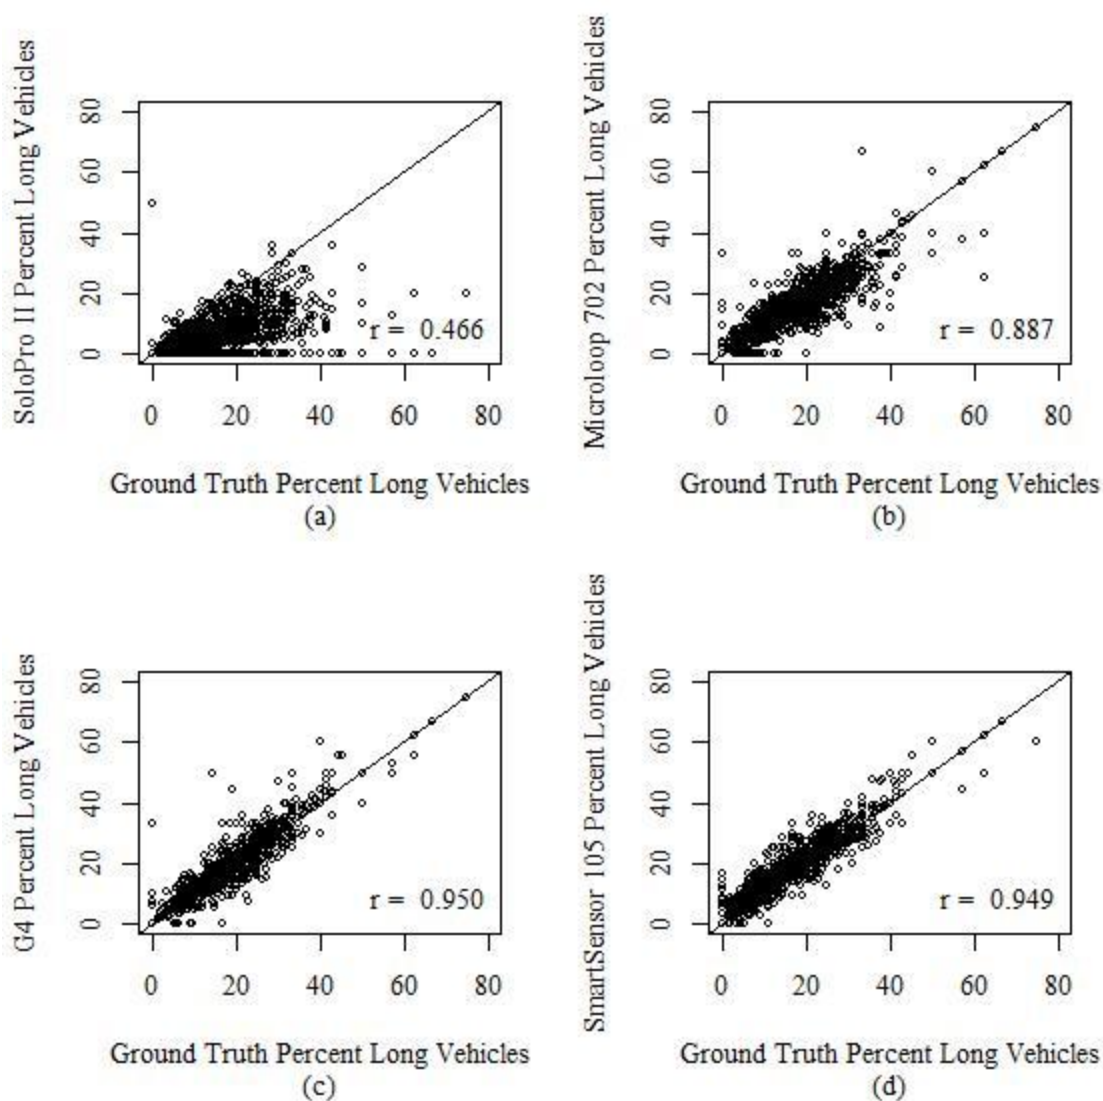 SoloPro II Percent Long Vehicles
80
60
40
20
0
r = 0.466
0 20 40 60 80
Ground Truth Percent Long Vehicles
(a)
Microloop 702 Percent Long Vehicles
80
60
40
20
0
r = 0.887
0 20 40 60 80
Ground Truth Percent Long Vehicles
(b)
G4 Percent Long Vehicles
80
60
40
20
0
r = 0.950
0 20 40 60 80
Ground Truth Percent Long Vehicles
(c)
SmartSensor 105 Percent Long Vehicles
80
60
40
20
0
r = 0.949
0 20 40 60 80
Ground Truth Percent Long Vehicles
(d)